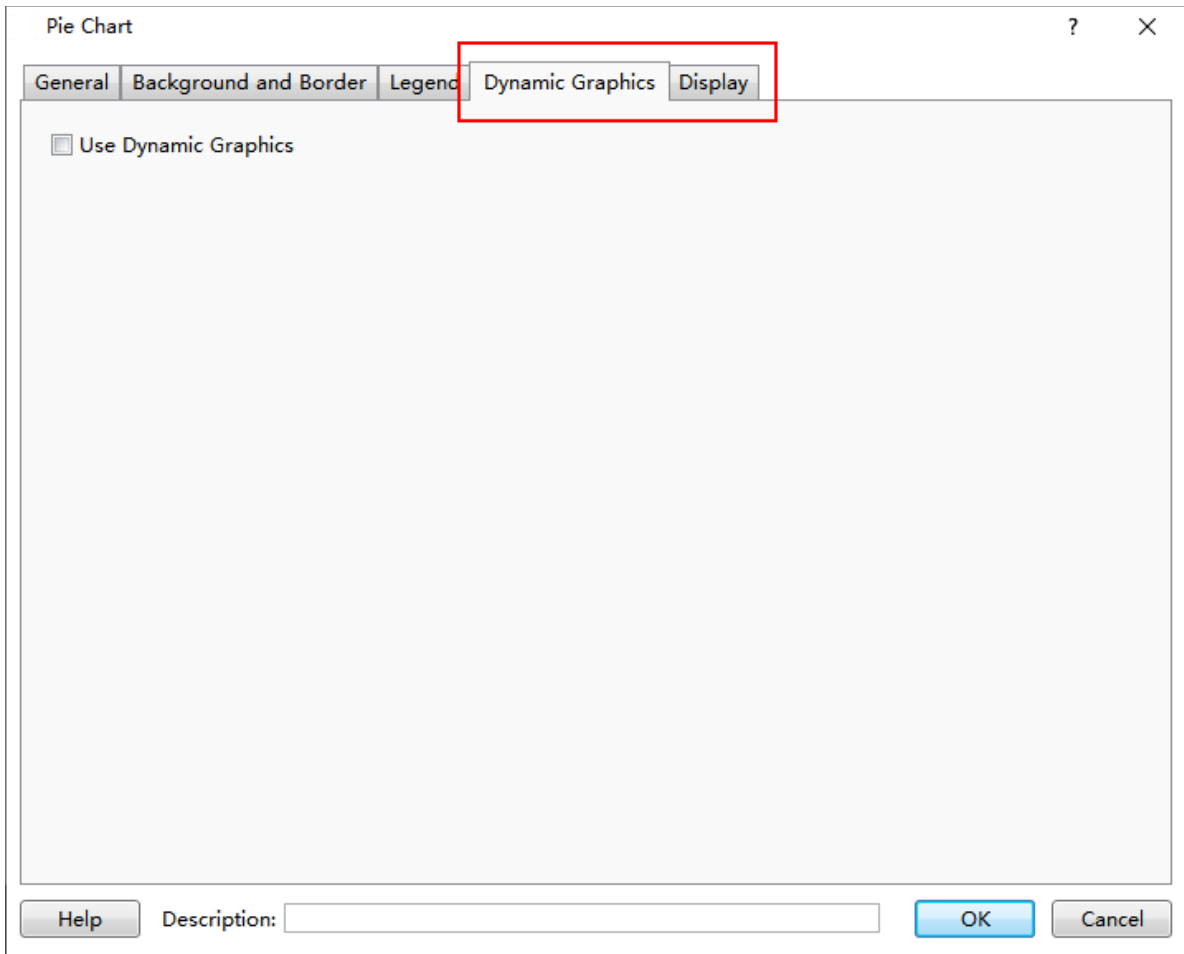 Pie Chart ?
General Background and Border Legend Dynamic Graphics Display
Use Dynamic Graphics
Help Description: OK Cancel